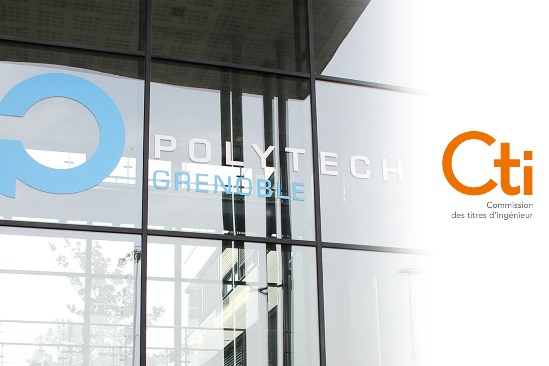 POLYTECH
GRENOBLE
Cti
Commission
des titres d'ingénieur